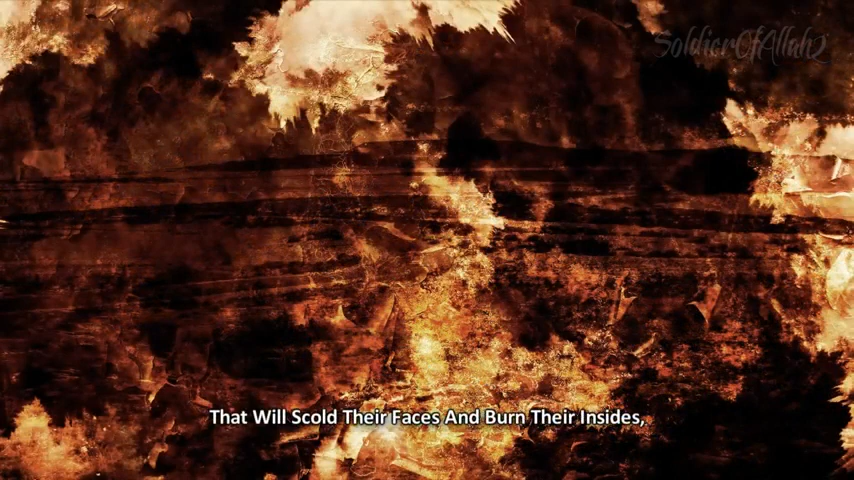 SoldierOfAllah2
That Will Scold Their Faces And Burn Their Insides,